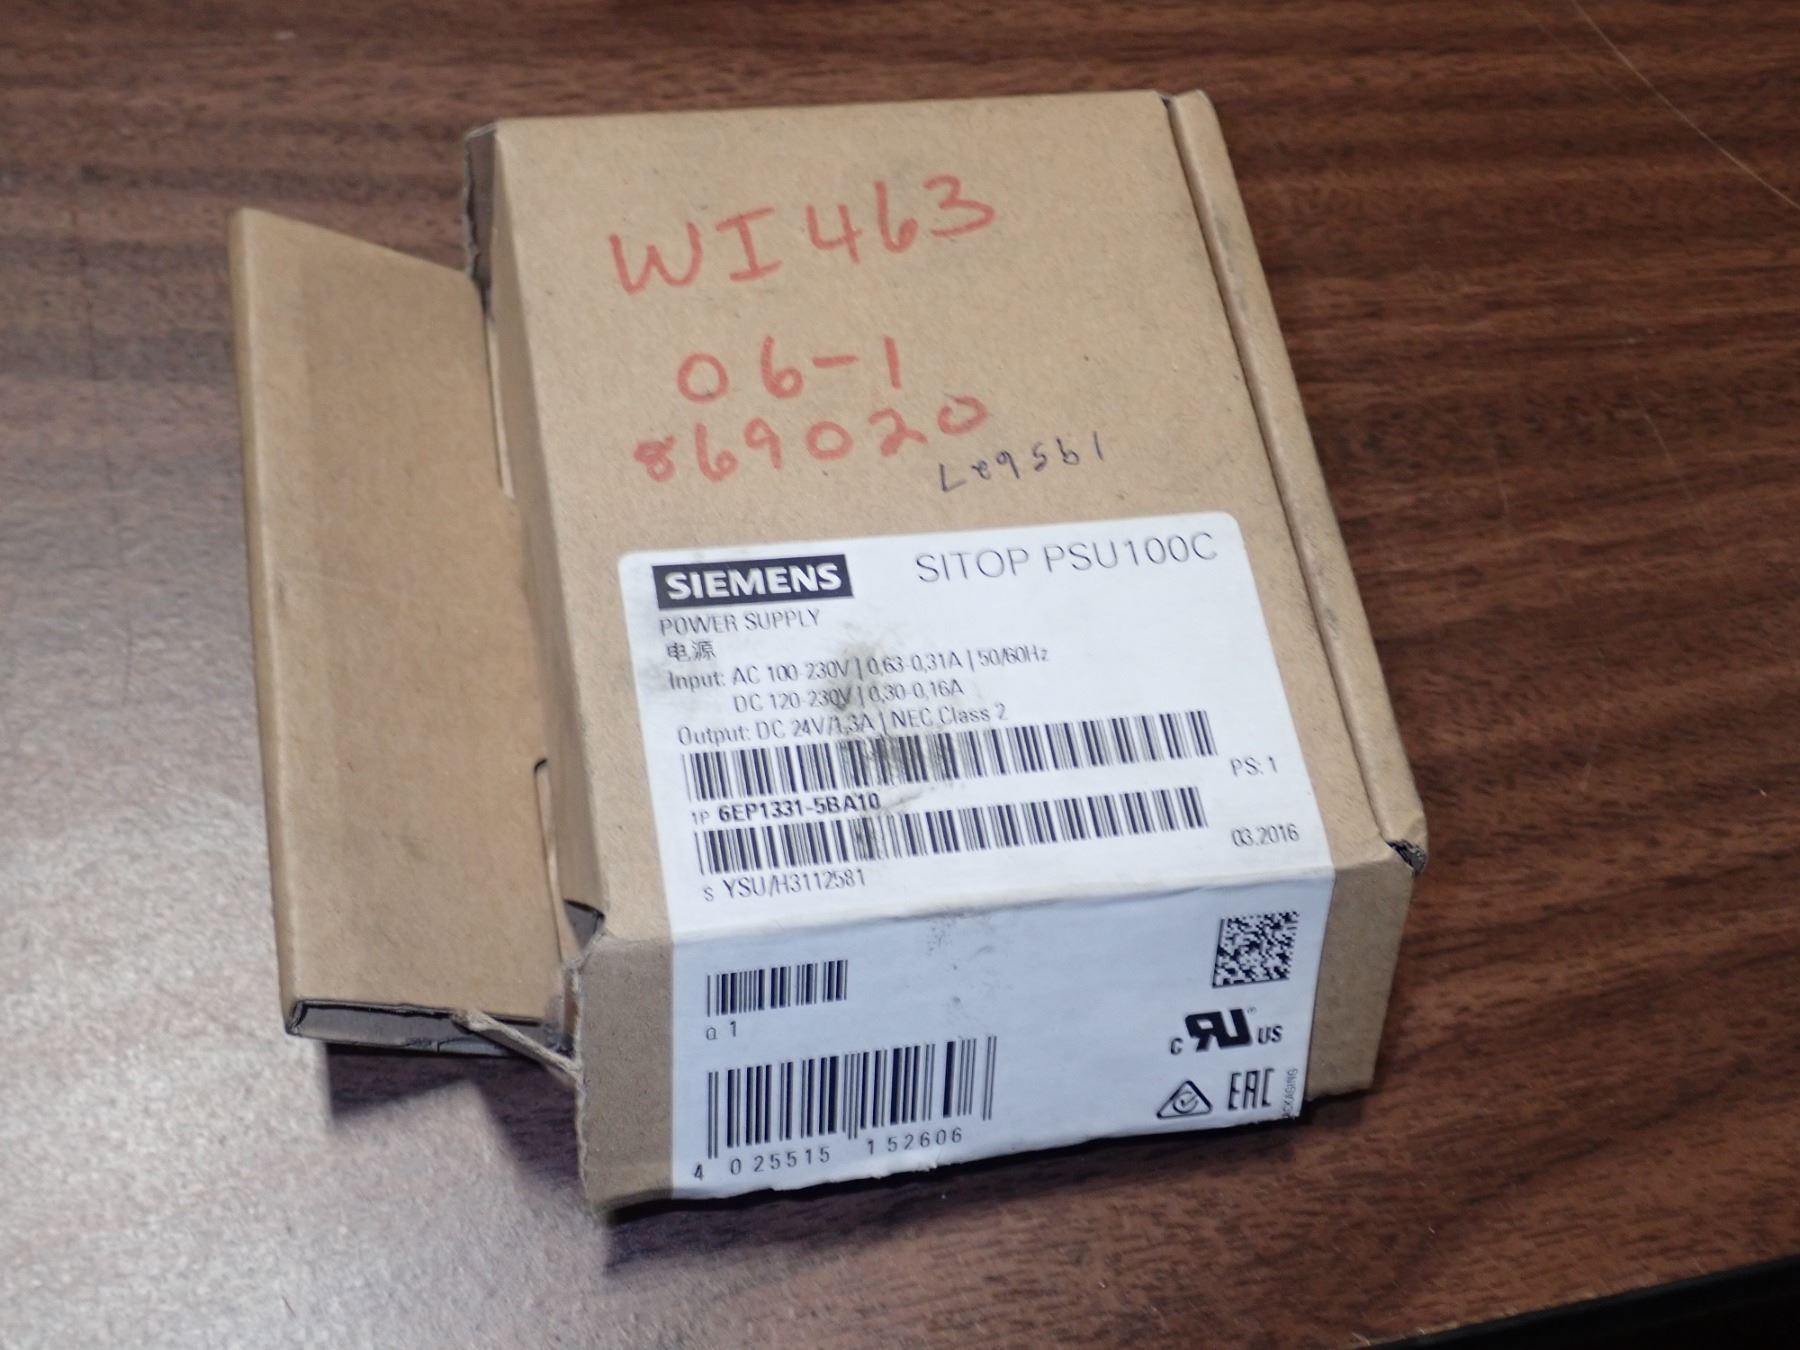 WI463
06-1
869020
SIEMENS SITOP PSU100C
POWER SUPPLY
电源
Input: AC 100-230V | 0,63-0,31A | 50/60Hz
DC 120-230V | 0,30-0,16A
Output: DC 24V/1,3A | NEC Class 2
PS: 1
1P 6EP1331-5BA10
03.2016
S YSU/H3112581
Q 1
C RU® US
EAC
4 025515 152606